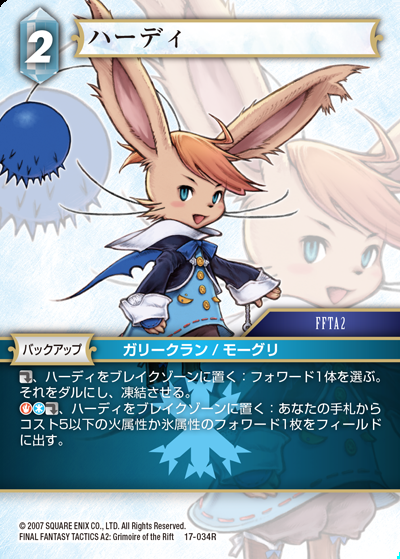 2
ハーディ
FFTA2
バックアップ
ガリークラン / モーグリ
、ハーディをブレイクゾーンに置く：フォワード1体を選ぶ。
それをダルにし、凍結させる。
、ハーディをブレイクゾーンに置く：あなたの手札から
コスト5以下の火属性か氷属性のフォワード1枚をフィールド
に出す。
© 2007 SQUARE ENIX CO., LTD. All Rights Reserved.
FINAL FANTASY TACTICS A2: Grimoire of the Rift 17-034R